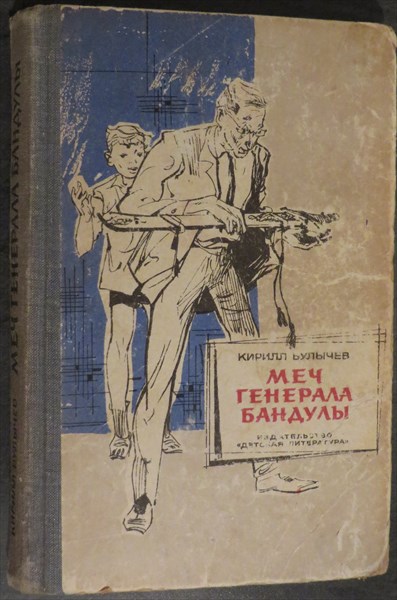 КИРИЛЛ БУЛЫЧЕВ
МЕЧ
ГЕНЕРАЛА
БАНДУЛЫ
ИЗДАТЕЛЬСТВО
«ДЕТСКАЯ ЛИТЕРАТУРА»
МЕЧ ГЕНЕРАЛА БАНДУЛЫ